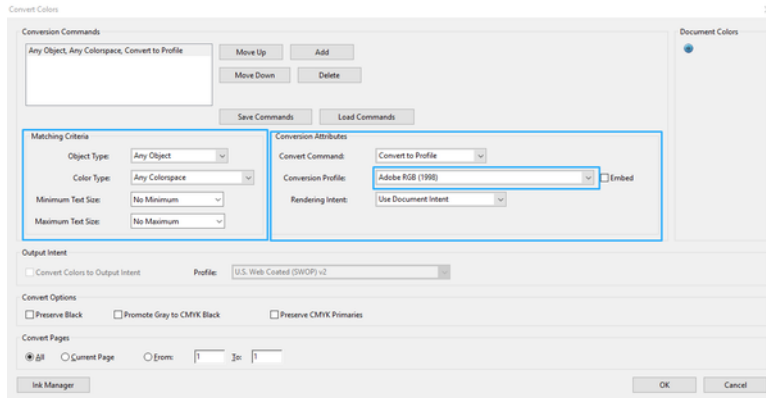 Convert Colors
Conversion Commands
Document Colors
Any Object, Any Colorspace, Convert to Profile
Move Up Add
Move Down Delete
Save Commands Load Commands
Matching Criteria
Object Type: Any Object
Color Type: Any Colorspace
Minimum Text Size: No Minimum
Maximum Text Size: No Maximum
Conversion Attributes
Convert Command: Convert to Profile
Conversion Profile: Adobe RGB (1998) Embed
Rendering Intent: Use Document Intent
Output Intent
Convert Colors to Output Intent Profile: U.S. Web Coated (SWOP) v2
Convert Options
Preserve Black Promote Gray to CMYK Black Preserve CMYK Primaries
Convert Pages
All Current Page From: 1 To: 1
Ink Manager OK Cancel